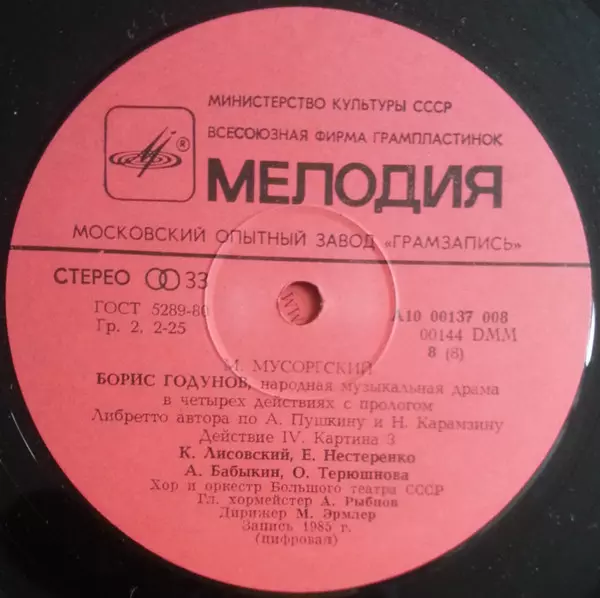 МИНИСТЕРСТВО КУЛЬТУРЫ СССР
ВСЕСОЮЗНАЯ ФИРМА ГРАМПЛАСТИНОК
®
МЕЛОДИЯ
МОСКОВСКИЙ ОПЫТНЫЙ ЗАВОД «ГРАМЗАПИСЬ»
СТЕРЕО 33
ГОСТ 5289-80
Гр. 2, 2-25
А10 00137 008
00144 DMM
8 (8)
М. МУСОРГСКИЙ
БОРИС ГОДУНОВ, народная музыкальная драма
в четырех действиях с прологом
Либретто автора по А. Пушкину и Н. Карамзину
Действие IV. Картина 3
К. Лисовский, Е. Нестеренко
А. Бабыкин, О. Терюшнова
Хор и оркестр Большого театра СССР
Гл. хормейстер А. Рыбнов
Дирижер М. Эрмлер
Запись 1985 г.
(цифровая)